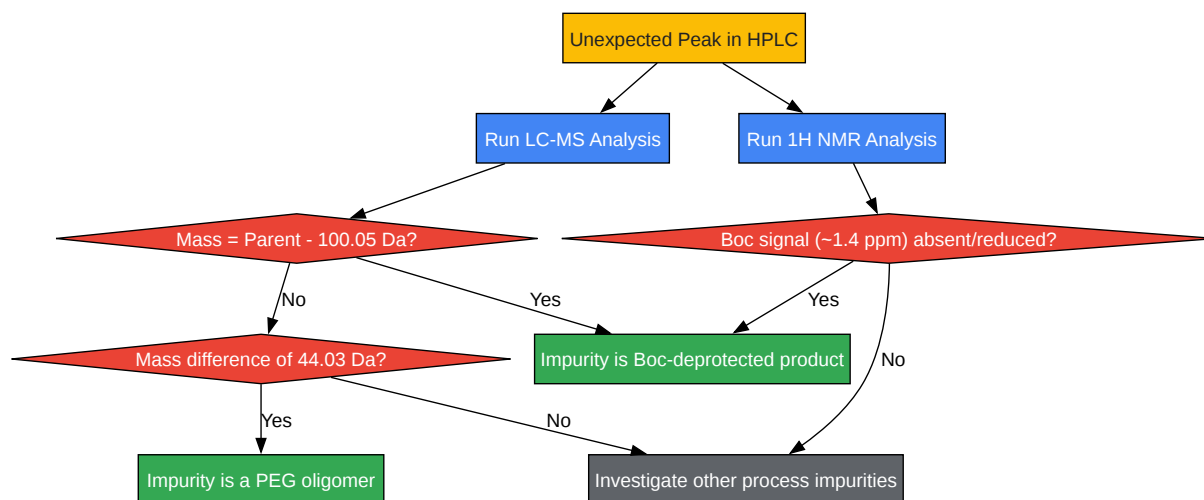 Unexpected Peak in HPLC
Run LC-MS Analysis
Run 1H NMR Analysis
Mass = Parent - 100.05 Da?
Boc signal (~1.4 ppm) absent/reduced?
No
Yes
Yes
Mass difference of 44.03 Da?
Impurity is Boc-deprotected product
No
Yes
No
Impurity is a PEG oligomer
Investigate other process impurities